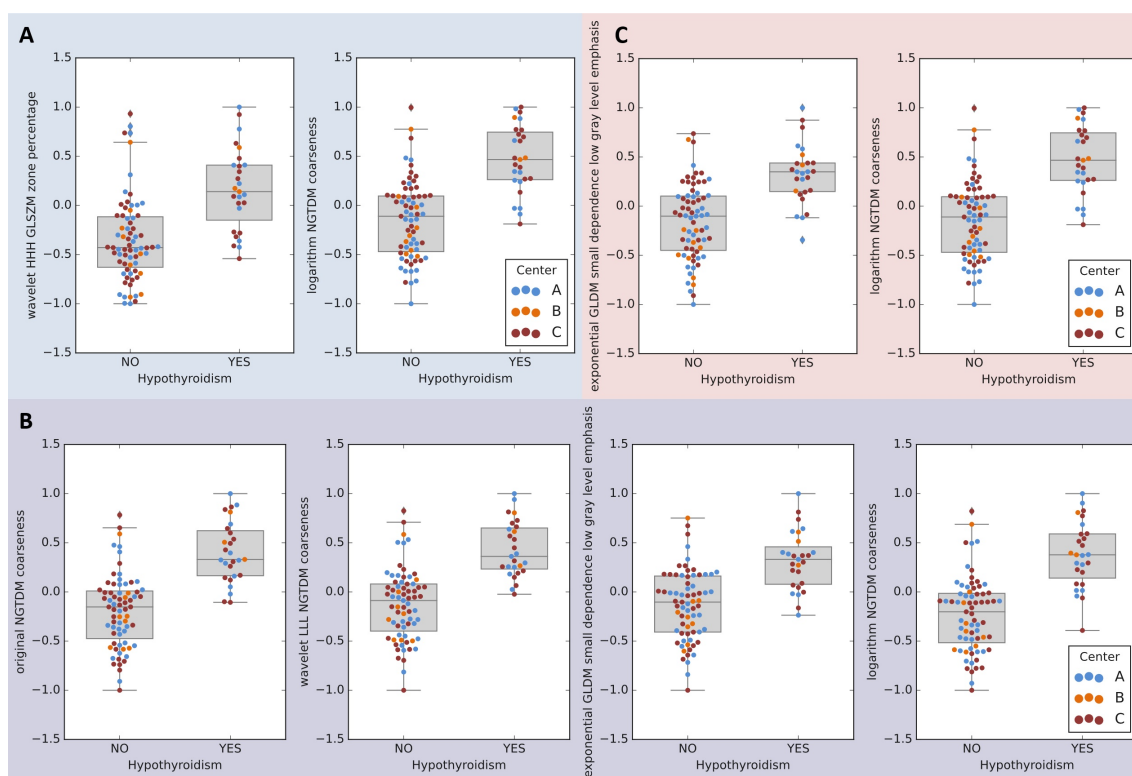 A
wavelet HHH GLSZM zone percentage
1.5
1.0
0.5
0.0
−0.5
−1.0
−1.5
NO
YES
Hypothyroidism
logarithm NGTDM coarseness
1.5
1.0
0.5
0.0
−0.5
−1.0
−1.5
NO
YES
Hypothyroidism
Center
A
B
C
C
exponential GLDM small dependence low gray level emphasis
1.5
1.0
0.5
0.0
−0.5
−1.0
−1.5
NO
YES
Hypothyroidism
logarithm NGTDM coarseness
1.5
1.0
0.5
0.0
−0.5
−1.0
−1.5
NO
YES
Hypothyroidism
Center
A
B
C
B
original NGTDM coarseness
1.5
1.0
0.5
0.0
−0.5
−1.0
−1.5
NO
YES
Hypothyroidism
wavelet LLL NGTDM coarseness
1.5
1.0
0.5
0.0
−0.5
−1.0
−1.5
NO
YES
Hypothyroidism
exponential GLDM small dependence low gray level emphasis
1.5
1.0
0.5
0.0
−0.5
−1.0
−1.5
NO
YES
Hypothyroidism
logarithm NGTDM coarseness
1.5
1.0
0.5
0.0
−0.5
−1.0
−1.5
NO
YES
Hypothyroidism
Center
A
B
C